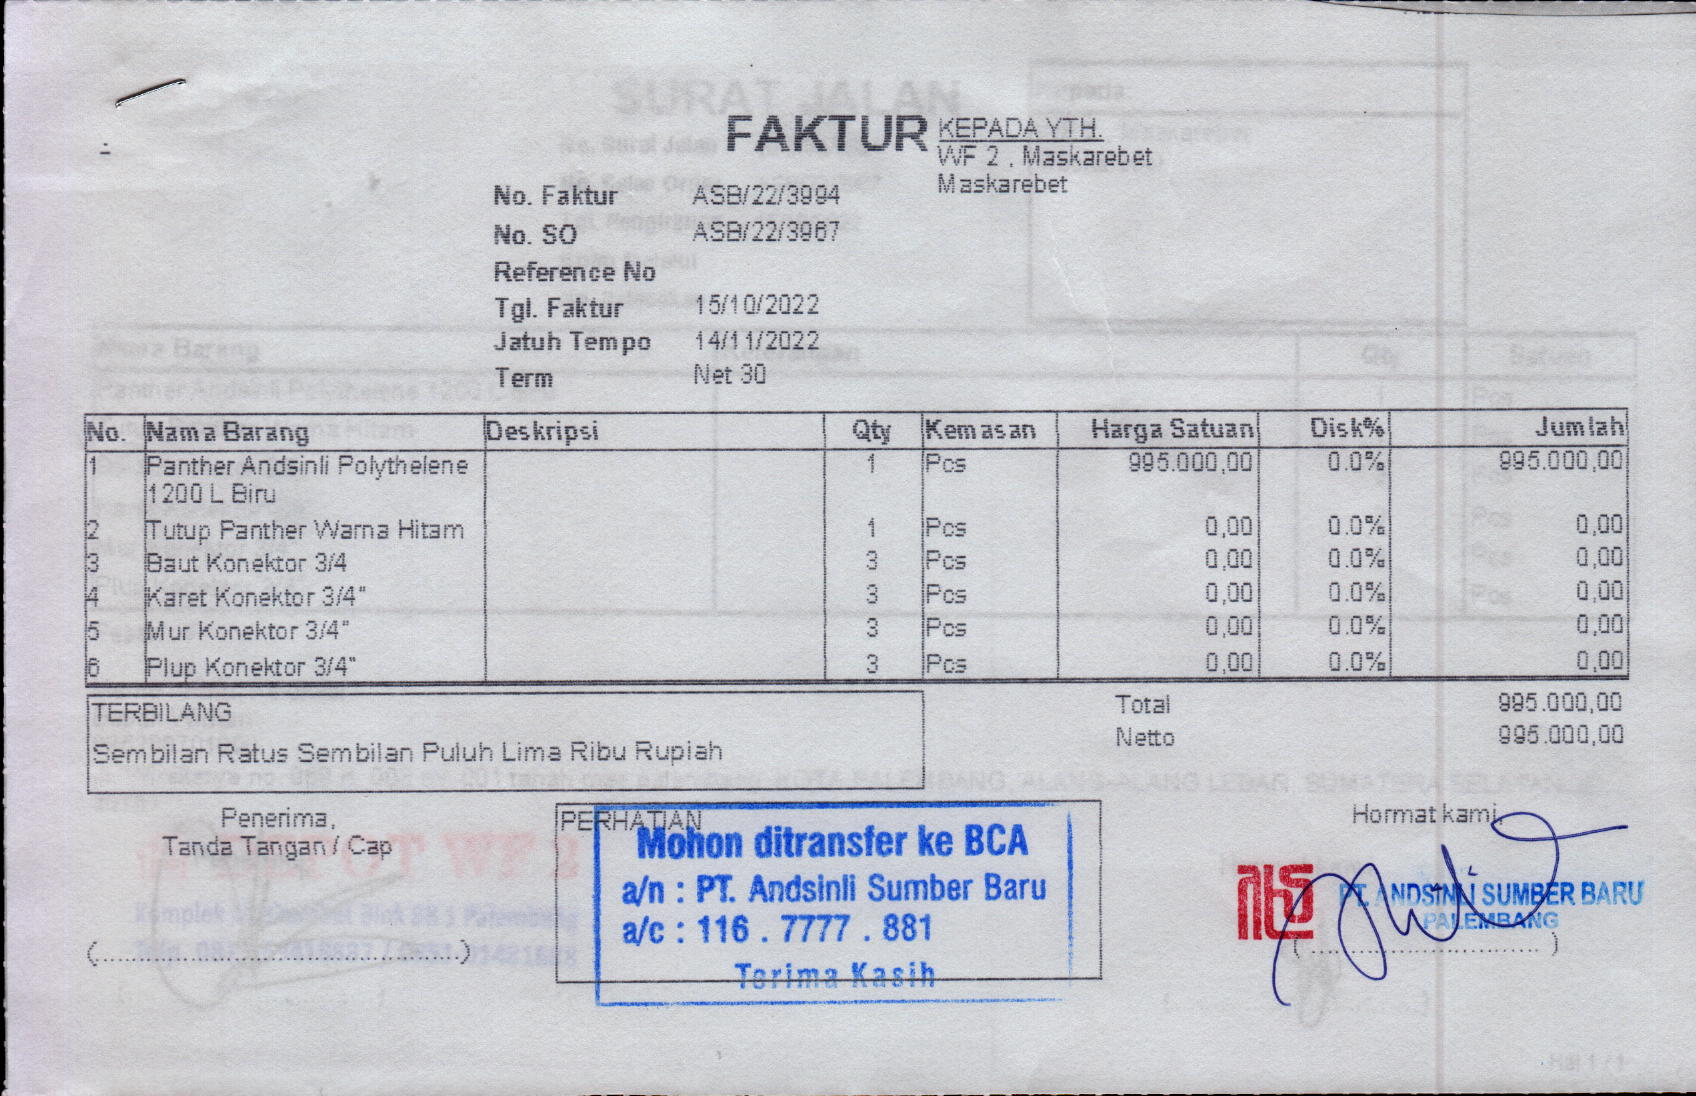 FAKTUR
KEPADA YTH.
WF 2 , Maskarebet
Maskarebet
No. Faktur ASB/22/3994
No. SO ASB/22/3967
Reference No
Tgl. Faktur 15/10/2022
Jatuh Tempo 14/11/2022
Term Net 30
No. Nama Barang Deskripsi Qty Kemasan Harga Satuan Disk% Jumlah
1 Panther Andsinli Polythelene 1 Pcs 995.000,00 0.0% 995.000,00
1200 L Biru
2 Tutup Panther Warna Hitam 1 Pcs 0,00 0.0% 0,00
3 Baut Konektor 3/4 3 Pcs 0,00 0.0% 0,00
4 Karet Konektor 3/4" 3 Pcs 0,00 0.0% 0,00
5 Mur Konektor 3/4" 3 Pcs 0,00 0.0% 0,00
6 Plup Konektor 3/4" 3 Pcs 0,00 0.0% 0,00
TERBILANG
Sembilan Ratus Sembilan Puluh Lima Ribu Rupiah
Total 995.000,00
Netto 995.000,00
Penerima,
Tanda Tangan / Cap
(..............................................)
PERHATIAN
Mohon ditransfer ke BCA
a/n : PT. Andsinli Sumber Baru
a/c : 116 . 7777 . 881
Terima Kasih
Hormat kami,
PT. ANDSINLI SUMBER BARU
PALEMBANG
(..............................)
SURAT JALAN